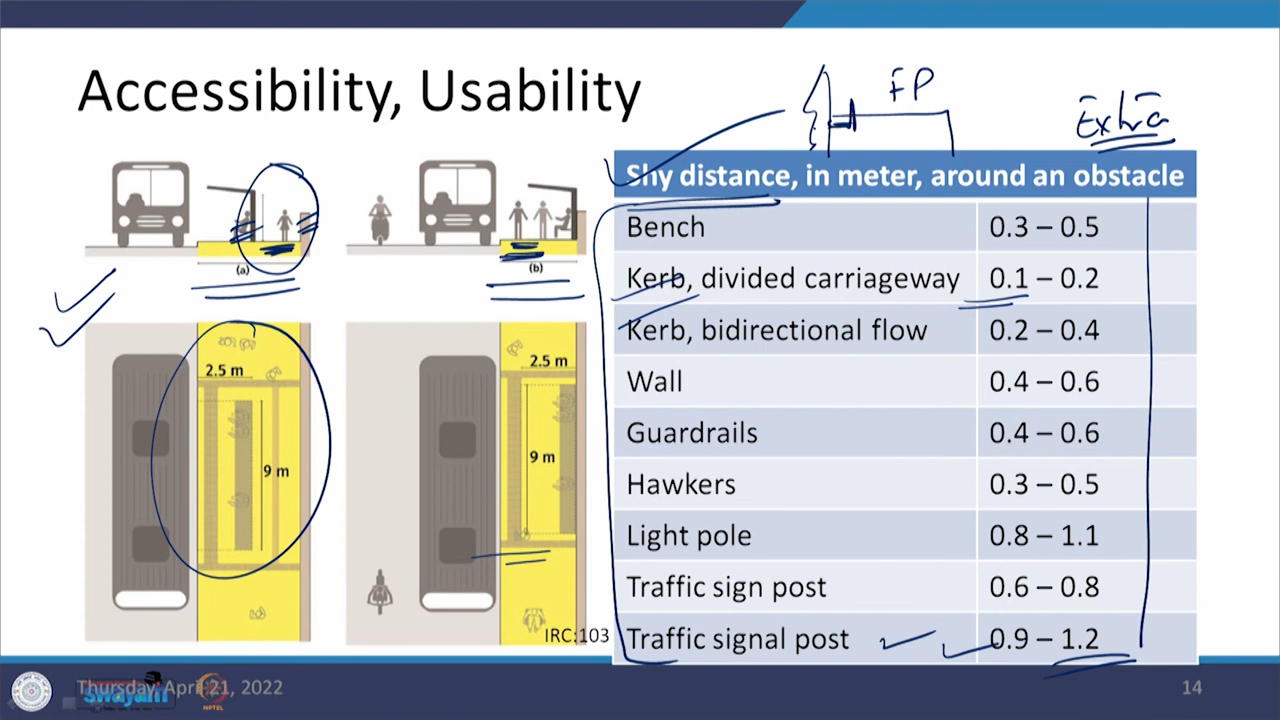 Accessibility, Usability
FP
Extra
Shy distance, in meter, around an obstacle
Bench 0.3 – 0.5
Kerb, divided carriageway 0.1 – 0.2
Kerb, bidirectional flow 0.2 – 0.4
Wall 0.4 – 0.6
Guardrails 0.4 – 0.6
Hawkers 0.3 – 0.5
Light pole 0.8 – 1.1
Traffic sign post 0.6 – 0.8
Traffic signal post 0.9 – 1.2
(a)
(b)
2.5 m
9 m
2.5 m
9 m
IRC:103
Thursday, April 21, 2022
swayam
NPTEL
14